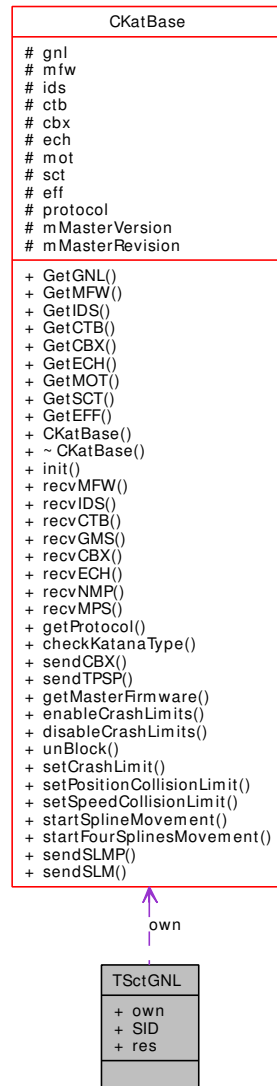 CKatBase
# gnl
# mfw
# ids
# ctb
# cbx
# ech
# mot
# sct
# eff
# protocol
# mMasterVersion
# mMasterRevision
+ GetGNL()
+ GetMFW()
+ GetIDS()
+ GetCTB()
+ GetCBX()
+ GetECH()
+ GetMOT()
+ GetSCT()
+ GetEFF()
+ CKatBase()
+ ~ CKatBase()
+ init()
+ recvMFW()
+ recvIDS()
+ recvCTB()
+ recvGMS()
+ recvCBX()
+ recvECH()
+ recvNMP()
+ recvMPS()
+ getProtocol()
+ checkKatanaType()
+ sendCBX()
+ sendTPSP()
+ getMasterFirmware()
+ enableCrashLimits()
+ disableCrashLimits()
+ unBlock()
+ setCrashLimit()
+ setPositionCollisionLimit()
+ setSpeedCollisionLimit()
+ startSplineMovement()
+ startFourSplinesMovement()
+ sendSLMP()
+ sendSLM()
own
TSctGNL
+ own
+ SID
+ res